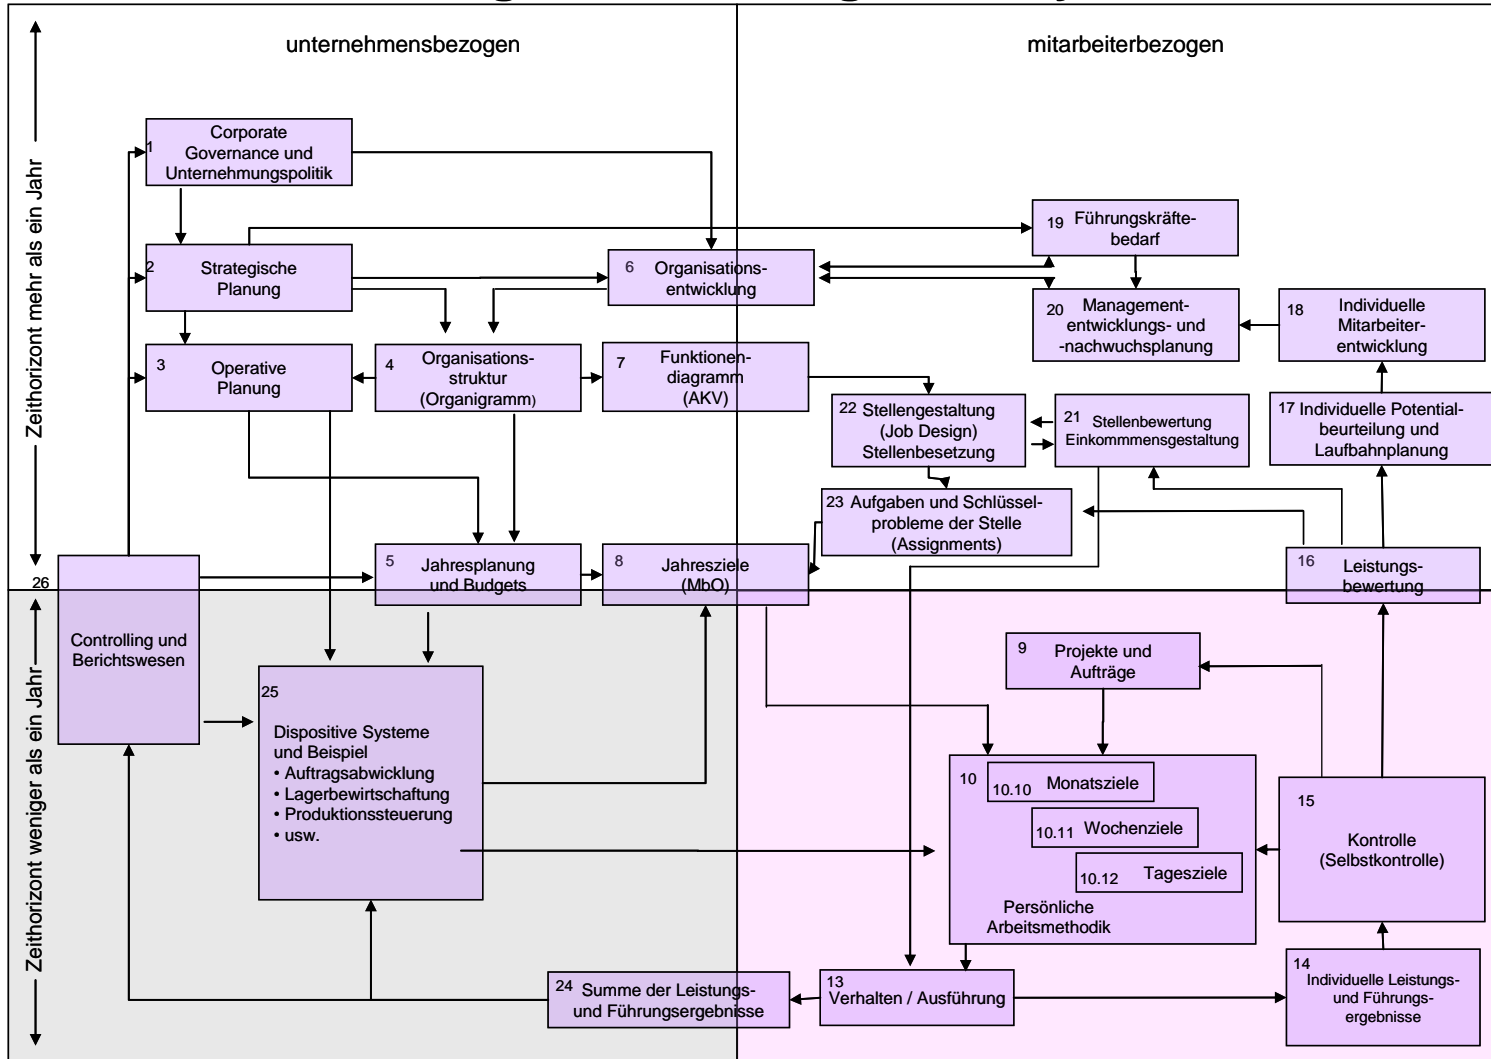 unternehmensbezogen
mitarbeiterbezogen
Zeithorizont mehr als ein Jahr
Zeithorizont weniger als ein Jahr
1
Corporate
Governance und
Unternehmungspolitik
2
Strategische
Planung
3
Operative
Planung
4
Organisations-
struktur
(Organigramm)
5
Jahresplanung
und Budgets
6
Organisations-
entwicklung
7
Funktionen-
diagramm
(AKV)
8
Jahresziele
(MbO)
19
Führungskräfte-
bedarf
20
Management-
entwicklungs- und
-nachwuchsplanung
18
Individuelle
Mitarbeiter-
entwicklung
17 Individuelle Potential-
beurteilung und
Laufbahnplanung
22 Stellengestaltung
(Job Design)
Stellenbesetzung
21
Stellenbewertung
Einkommmensgestaltung
23 Aufgaben und Schlüssel-
probleme der Stelle
(Assignments)
16
Leistungs-
bewertung
26
Controlling und
Berichtswesen
25
Dispositive Systeme
und Beispiel
• Auftragsabwicklung
• Lagerbewirtschaftung
• Produktionssteuerung
• usw.
9
Projekte und
Aufträge
10
10.10 Monatsziele
10.11 Wochenziele
10.12 Tagesziele
Persönliche
Arbeitsmethodik
15
Kontrolle
(Selbstkontrolle)
24 Summe der Leistungs-
und Führungsergebnisse
13
Verhalten / Ausführung
14
Individuelle Leistungs-
und Führungs-
ergebnisse